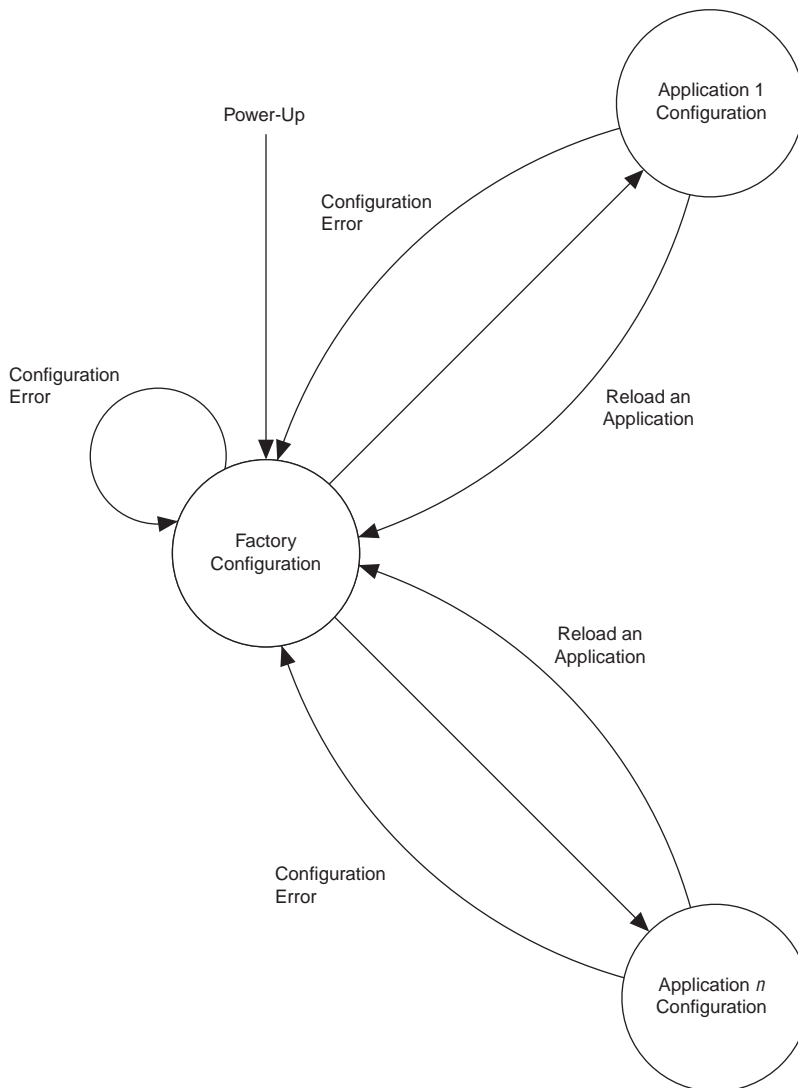 Application 1
Configuration
Power-Up
Configuration
Error
Configuration
Error
Reload an
Application
Factory
Configuration
Reload an
Application
Configuration
Error
Application n
Configuration